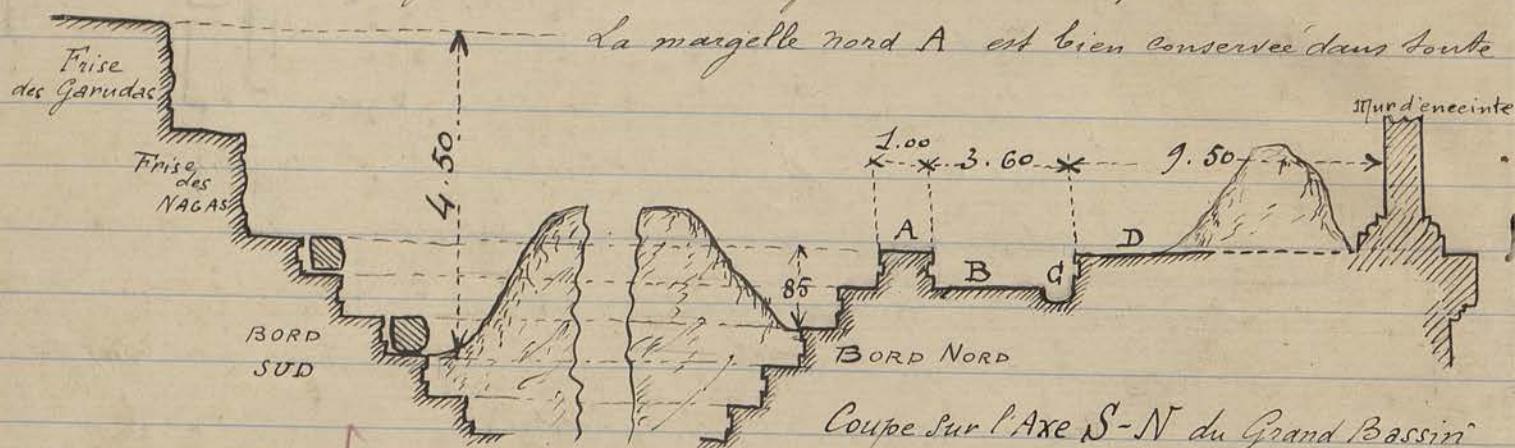 La margelle nord A est bien conservée dans toute
Frise
des Garudas
Frise
des
NAGAS
4.50
Mur d'enceinte
1.00
3.60
9.50
A
B
C
D
85
BORD
SUD
BORD NORD
Coupe sur l'Axe S-N du Grand Bassin